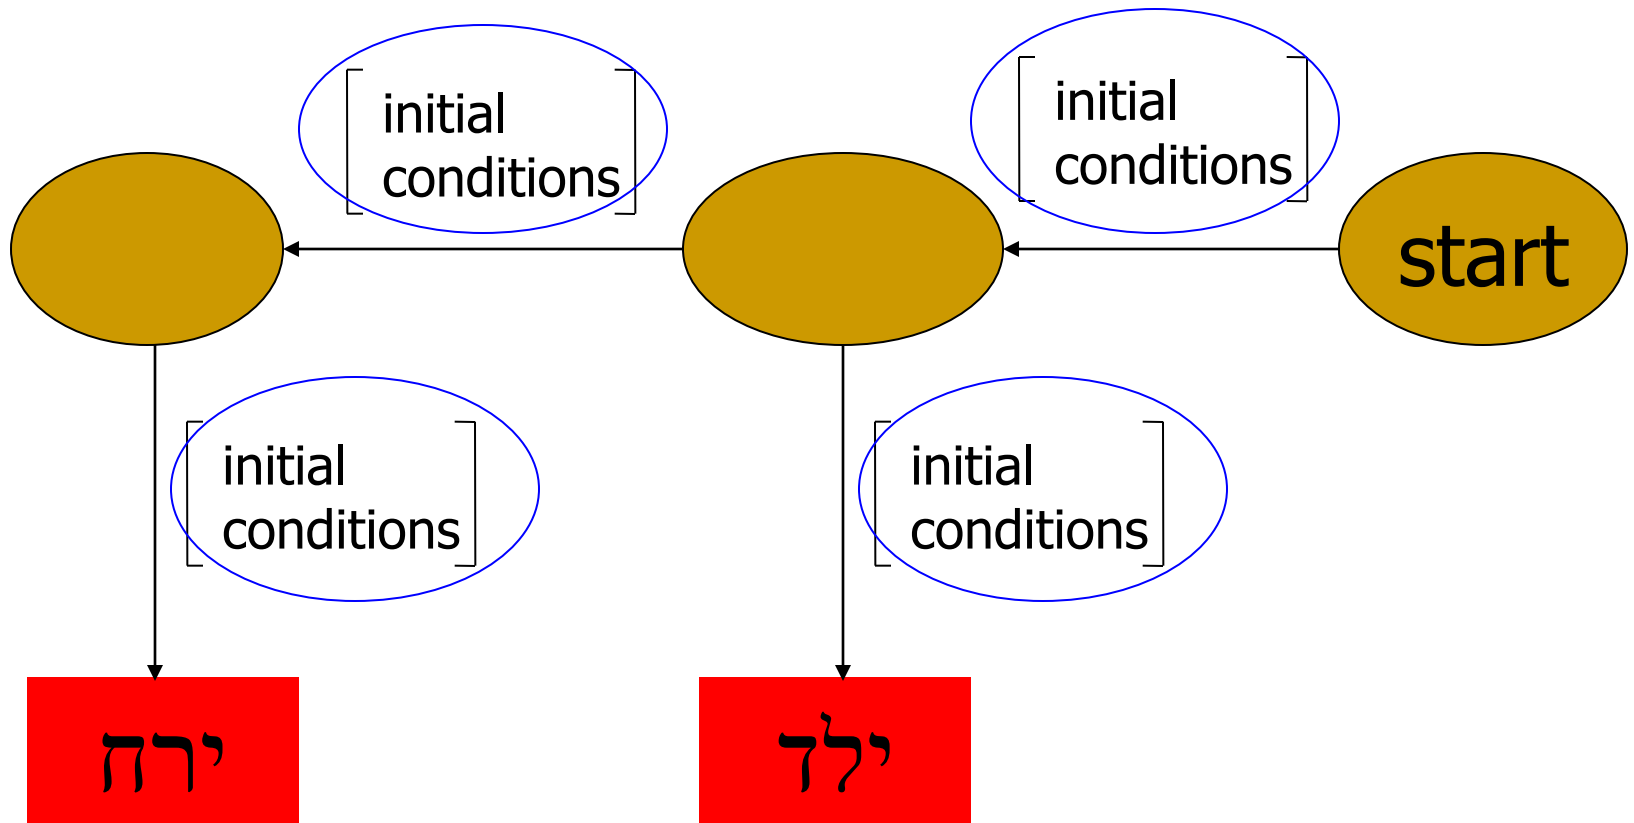 initial
conditions
initial
conditions
start
initial
conditions
initial
conditions
ירח
ילד